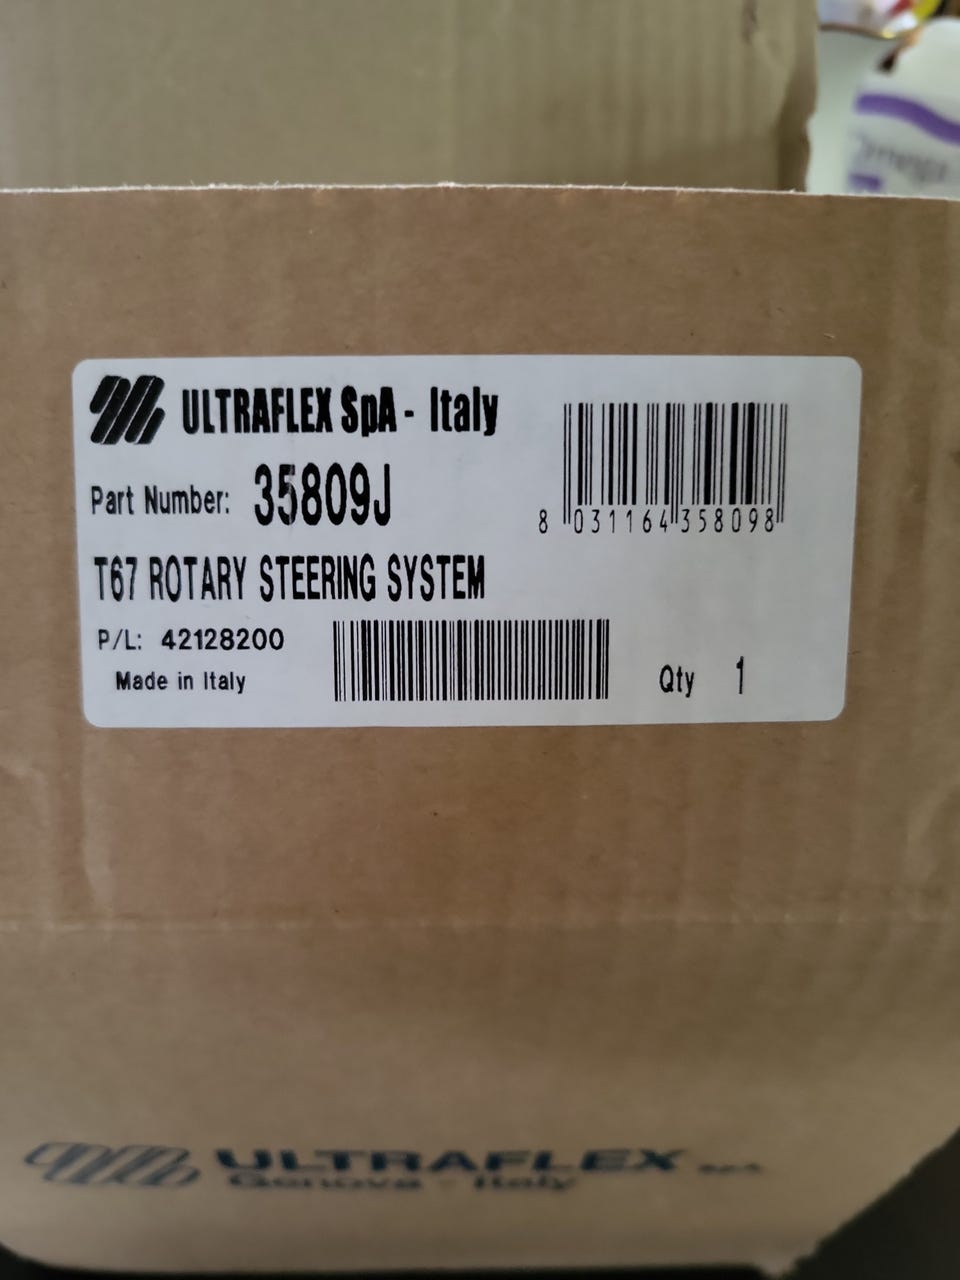 ULTRAFLEX SpA - Italy
Part Number: 35809J
8 031164 358098
T67 ROTARY STEERING SYSTEM
P/L: 42128200
Made in Italy
Qty 1
ULTRAFLEX
Genova - Italy